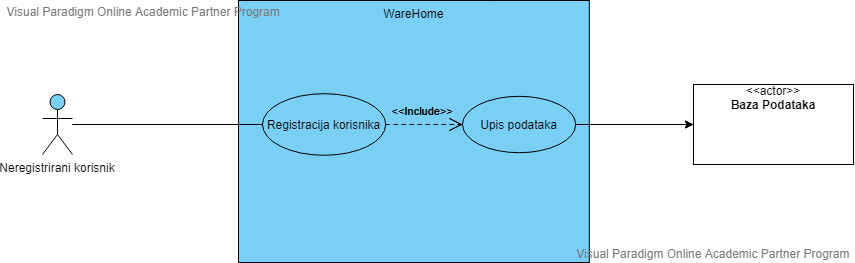 Visual Paradigm Online Academic Partner Program
WareHome
Neregistrirani korisnik
Registracija korisnika
<<Include>>
Upis podataka
<<actor>>
Baza Podataka
Visual Paradigm Online Academic Partner Program